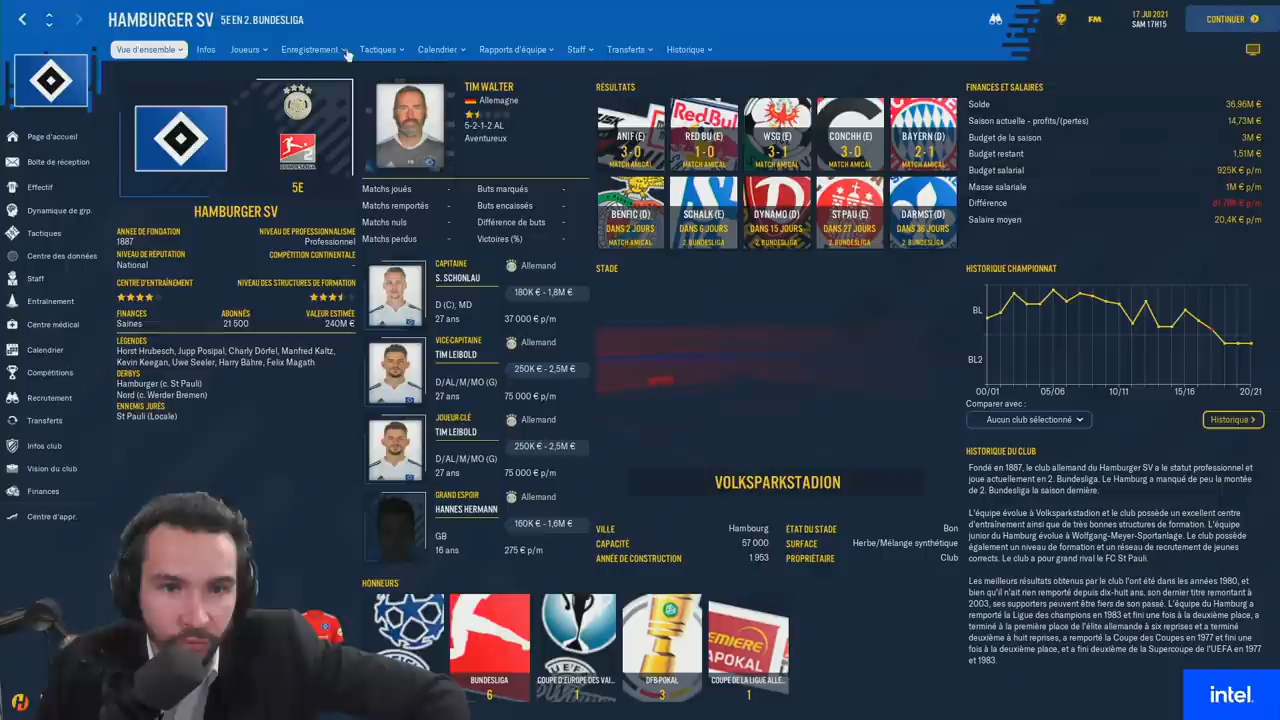 HAMBURGER SV 5E EN 2. BUNDESLIGA
17 JUI 2021
SAM 17H15
FM
CONTINUER
Vue d'ensemble
Infos
Joueurs
Enregistrement
Tactiques
Calendrier
Rapports d'équipe
Staff
Transferts
Historique
Page d'accueil
Boîte de réception
Effectif
Dynamique de grp.
Tactiques
Centre des données
Staff
Entraînement
Centre médical
Calendrier
Compétitions
Recrutement
Transferts
Infos club
Vision du club
Finances
Centre d'appr.
BUNDESLIGA
5E
HAMBURGER SV
ANNÉE DE FONDATION
1887
NIVEAU DE PROFESSIONNALISME
Professionnel
NIVEAU DE RÉPUTATION
National
COMPÉTITION CONTINENTALE
-
CENTRE D'ENTRAÎNEMENT
NIVEAU DES STRUCTURES DE FORMATION
FINANCES
Saines
ABONNÉS
21 500
VALEUR ESTIMÉE
240M €
LÉGENDES
Horst Hrubesch, Jupp Posipal, Charly Dörfel, Manfred Kaltz,
Kevin Keegan, Uwe Seeler, Harry Bähre, Felix Magath
DERBYS
Hamburger (c. St Pauli)
Nord (c. Werder Bremen)
ENNEMIS JURÉS
St Pauli (Locale)
TIM WALTER
Allemagne
5-2-1-2 AL
Aventureux
Matchs joués -
Buts marqués -
Matchs remportés -
Buts encaissés -
Matchs nuls -
Différence de buts -
Matchs perdus -
Victoires (%) -
CAPITAINE
S. SCHONLAU
Allemand
180K € - 1,8M €
D (C), MD
27 ans
37 000 € p/m
VICE-CAPITAINE
TIM LEIBOLD
Allemand
250K € - 2,5M €
D/AL/M/MO (G)
27 ans
75 000 € p/m
JOUEUR-CLÉ
TIM LEIBOLD
Allemand
250K € - 2,5M €
D/AL/M/MO (G)
27 ans
75 000 € p/m
GRAND ESPOIR
HANNES HERMANN
Allemand
160K € - 1,6M €
GB
16 ans
275 € p/m
HONNEURS
BUNDESLIGA
6
UEFA
COUPE D'EUROPE DES VAI...
1
DFB-POKAL
3
COUPE DE LA LIGUE ALLE...
1
RÉSULTATS
ANIF (E)
3-0
MATCH AMICAL
RED BU (E)
1-0
MATCH AMICAL
WSG (E)
3-1
MATCH AMICAL
CONCHH (E)
3-0
MATCH AMICAL
BAYERN (D)
2-1
MATCH AMICAL
BENFIC (D)
DANS 2 JOURS
MATCH AMICAL
SCHALK (E)
DANS 6 JOURS
2. BUNDESLIGA
DYNAMO (D)
DANS 15 JOURS
2. BUNDESLIGA
ST PAU (E)
DANS 27 JOURS
2. BUNDESLIGA
DARMST (D)
DANS 36 JOURS
2. BUNDESLIGA
STADE
VOLKSPARKSTADION
VILLE Hambourg
ÉTAT DU STADE Bon
CAPACITÉ 57 000
SURFACE Herbe/Mélange synthétique
ANNÉE DE CONSTRUCTION 1 953
PROPRIÉTAIRE Club
FINANCES ET SALAIRES
Solde 36,96M €
Saison actuelle - profits/(pertes) 14,73M €
Budget de la saison 3M €
Budget restant 1,51M €
Budget salarial 925K € p/m
Masse salariale 1M € p/m
Différence
Salaire moyen 20,4K € p/m
HISTORIQUE CHAMPIONNAT
BL
BL2
00/01 05/06 10/11 15/16 20/21
Comparer avec :
Aucun club sélectionné
Historique >
HISTORIQUE DU CLUB
Fondé en 1887, le club allemand du Hamburger SV a le statut professionnel et
joue actuellement en 2. Bundesliga. Le Hamburg a manqué de peu la montée
de 2. Bundesliga la saison dernière.
L'équipe évolue à Volksparkstadion et le club possède un excellent centre
d'entraînement ainsi que de très bonnes structures de formation. L'équipe
junior du Hamburg évolue à Wolfgang-Meyer-Sportanlage. Le club possède
également un niveau de formation et un réseau de recrutement de jeunes
corrects. Le club a pour grand rival le FC St Pauli.
Les meilleurs résultats obtenus par le club l'ont été dans les années 1980, et
bien qu'il n'ait rien remporté depuis dix-huit ans, son dernier titre remontant à
2003, ses supporters peuvent être fiers de son passé. L'équipe du Hamburg a
remporté la Ligue des champions en 1983 et fini une fois à la deuxième place, a
terminé à la première place de l'élite allemande à six reprises et a terminé
deuxième à huit reprises, a remporté la Coupe des Coupes en 1977 et fini une
fois à la deuxième place, et a fini deuxième de la Supercoupe de l'UEFA en 1977
et 1983.
intel.